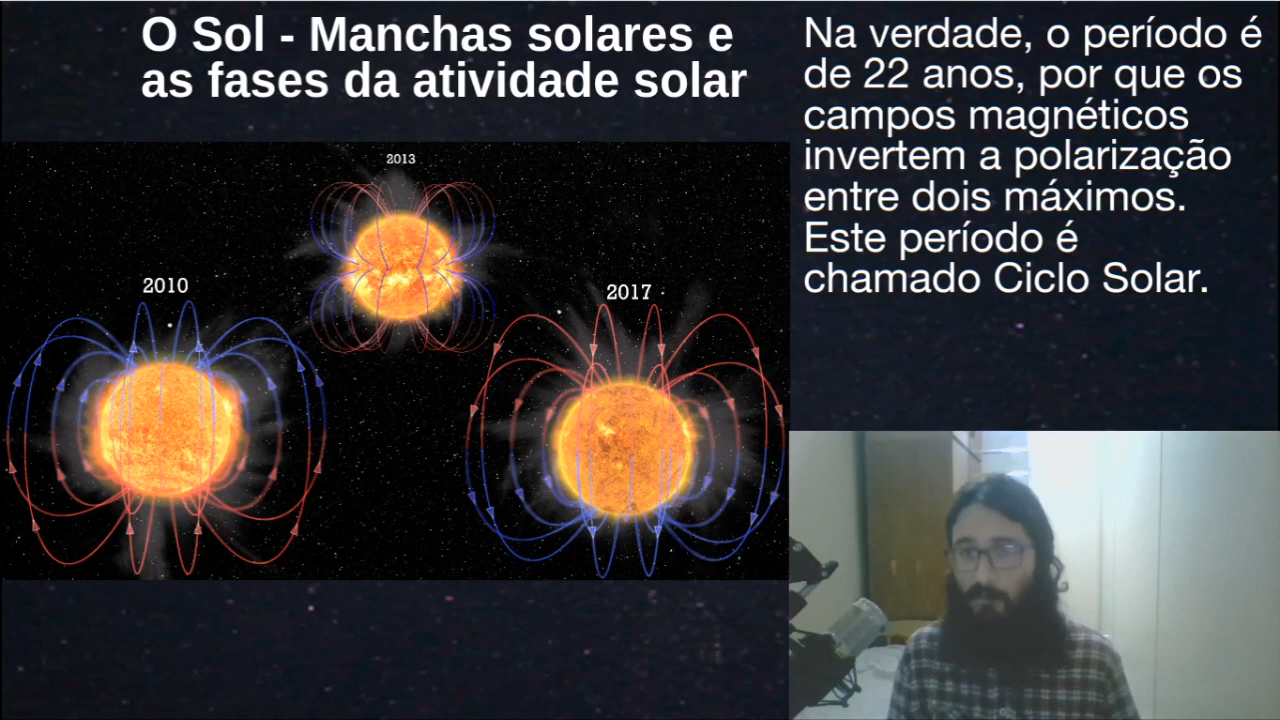 O Sol - Manchas solares e
as fases da atividade solar
Na verdade, o período é
de 22 anos, por que os
campos magnéticos
invertem a polarização
entre dois máximos.
Este período é
chamado Ciclo Solar.
2013
2010
2017